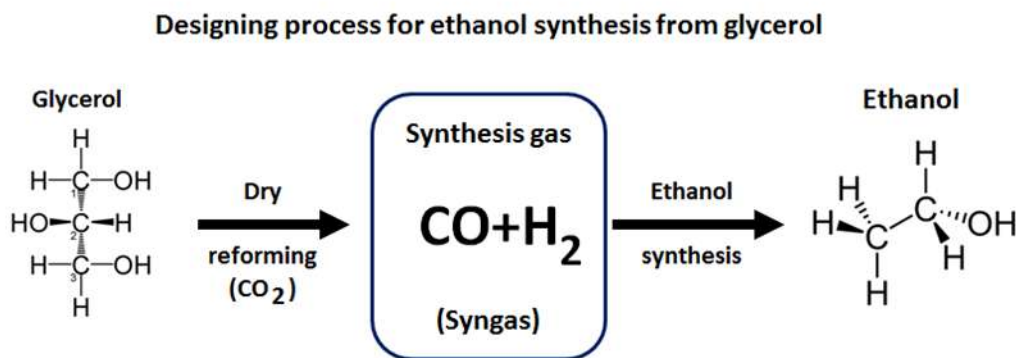 Designing process for ethanol synthesis from glycerol
Glycerol
H
H C OH
1
HO C H
2
H C OH
3
H
Dry
reforming
(CO2)
Synthesis gas
CO+H2
(Syngas)
Ethanol
synthesis
Ethanol
H
H
H C C OH
H
H